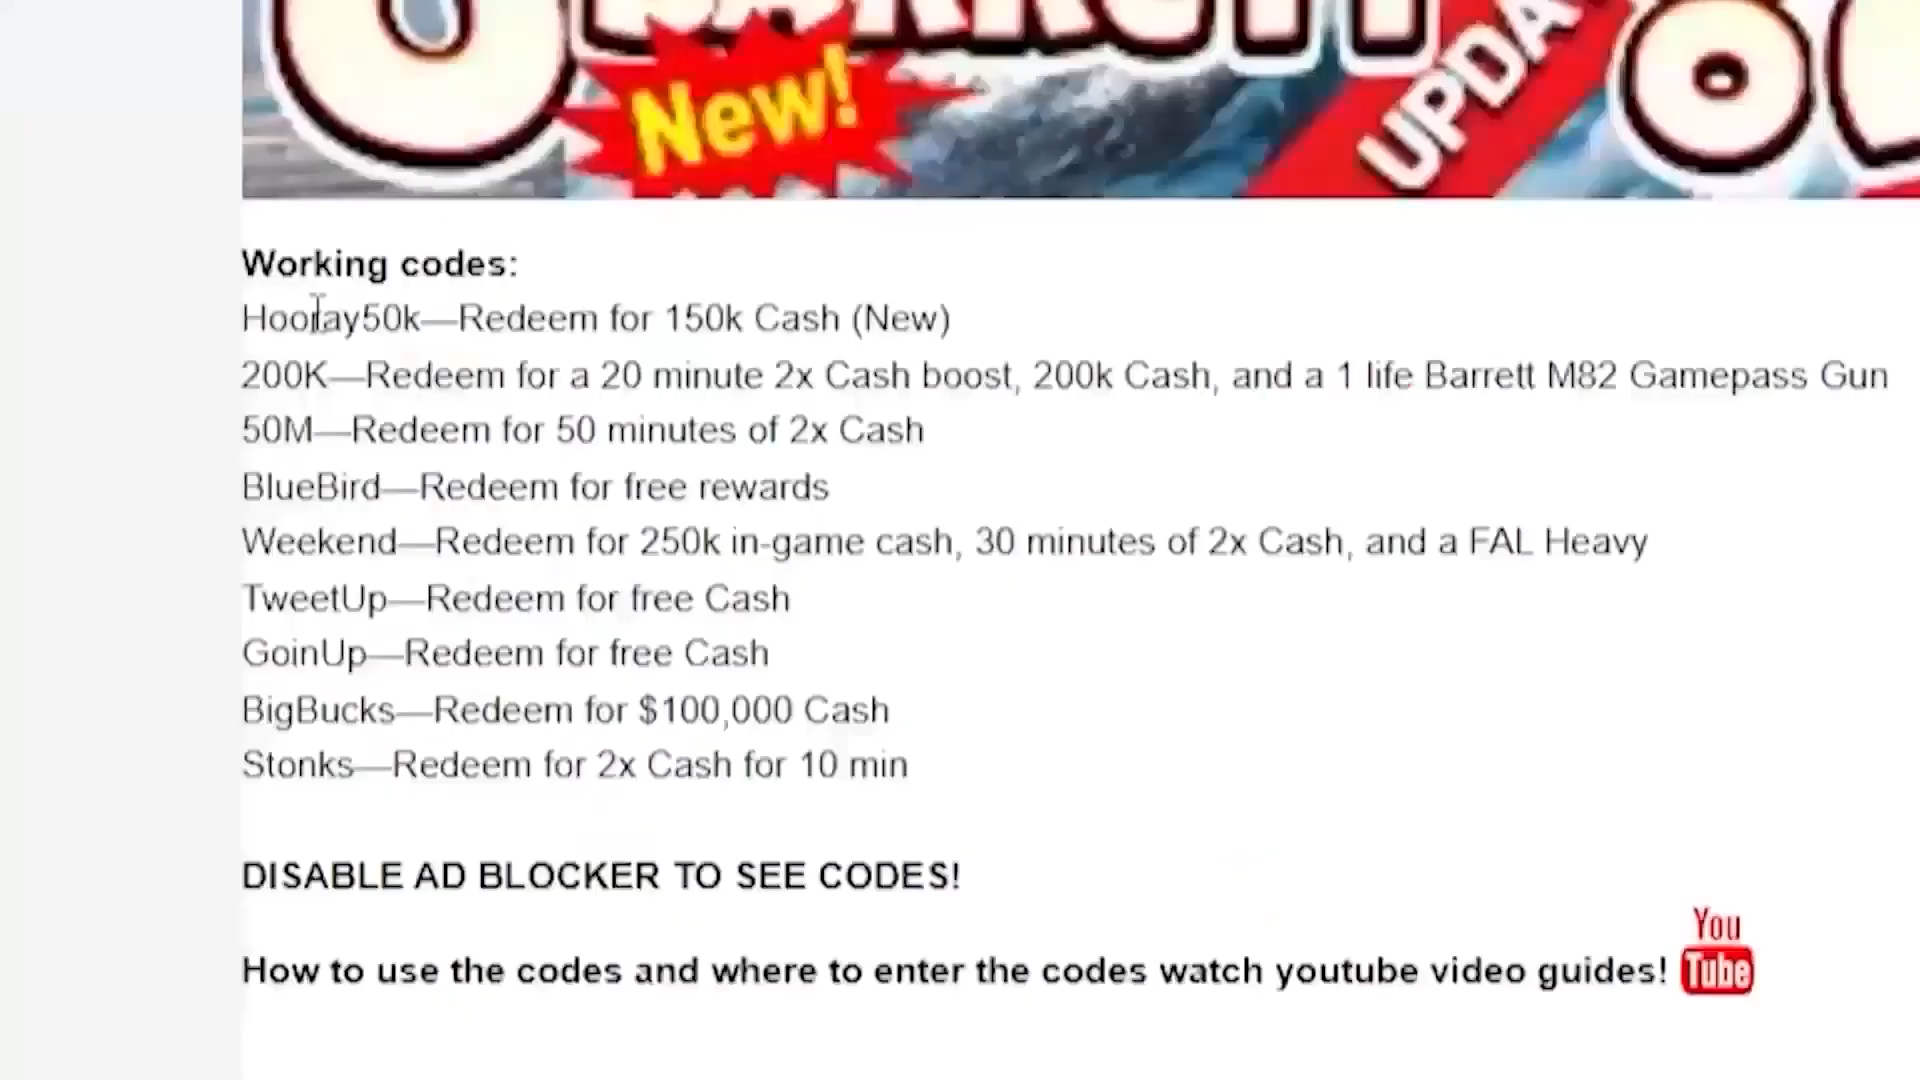 BARRETT
New!
UPDA
Working codes:
Hooray50k—Redeem for 150k Cash (New)
200K—Redeem for a 20 minute 2x Cash boost, 200k Cash, and a 1 life Barrett M82 Gamepass Gun
50M—Redeem for 50 minutes of 2x Cash
BlueBird—Redeem for free rewards
Weekend—Redeem for 250k in-game cash, 30 minutes of 2x Cash, and a FAL Heavy
TweetUp—Redeem for free Cash
GoinUp—Redeem for free Cash
BigBucks—Redeem for $100,000 Cash
Stonks—Redeem for 2x Cash for 10 min
DISABLE AD BLOCKER TO SEE CODES!
How to use the codes and where to enter the codes watch youtube video guides! You Tube